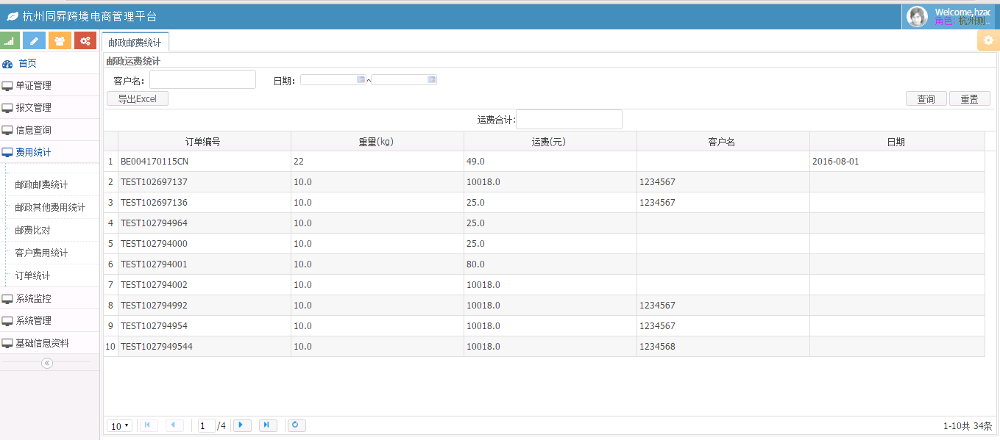 杭州同昇跨境电商管理平台
Welcome,hzac
角色: 杭州测..
首页
单证管理
报文管理
信息查询
费用统计
邮政邮费统计
邮政其他费用统计
邮费比对
客户费用统计
订单统计
系统监控
系统管理
基础信息资料
邮政邮费统计
邮政运费统计
客户名: 日期: ~
导出Excel 查询 重置
运费合计:
订单编号 重量(kg) 运费(元) 客户名 日期
1 BE004170115CN 22 49.0 2016-08-01
2 TEST102697137 10.0 10018.0 1234567
3 TEST102697136 10.0 25.0 1234567
4 TEST102794964 10.0 25.0
5 TEST102794000 10.0 25.0
6 TEST102794001 10.0 80.0
7 TEST102794002 10.0 10018.0
8 TEST102794992 10.0 10018.0 1234567
9 TEST102794954 10.0 10018.0 1234567
10 TEST1027949544 10.0 10018.0 1234568
10 1 /4 1-10共 34条